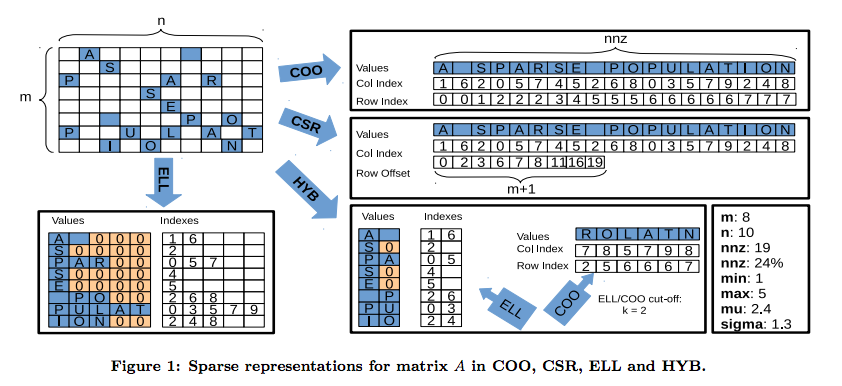 n
m
A
S
P A R
S
E
P O
P U L A T
I O N
COO
CSR
HYB
ELL
nnz
Values A S P A R S E P O P U L A T I O N
Col Index 1 6 2 0 5 7 4 5 2 6 8 0 3 5 7 9 2 4 8
Row Index 0 0 1 2 2 2 3 4 5 5 5 6 6 6 6 6 7 7 7
Values A S P A R S E P O P U L A T I O N
Col Index 1 6 2 0 5 7 4 5 2 6 8 0 3 5 7 9 2 4 8
Row Offset 0 2 3 6 7 8 11 16 19
m+1
Values Indexes
A 0 0 0 1 6
S 0 0 0 0 2
P A R 0 0 0 5 7
S 0 0 0 0 4
E 0 0 0 0 5
P O 0 0 2 6 8
P U L A T 0 3 5 7 9
I O N 0 0 2 4 8
Values Indexes
A 1 6
S 0 2
P A 0 5
S 0 4
E 0 5
P 2 6
P U 0 3
I O 2 4
ELL
Values R O L A T N
Col Index 7 8 5 7 9 8
Row Index 2 5 6 6 6 7
COO
ELL/COO cut-off:
k = 2
m: 8
n: 10
nnz: 19
nnz: 24%
min: 1
max: 5
mu: 2.4
sigma: 1.3
Figure 1: Sparse representations for matrix A in COO, CSR, ELL and HYB.